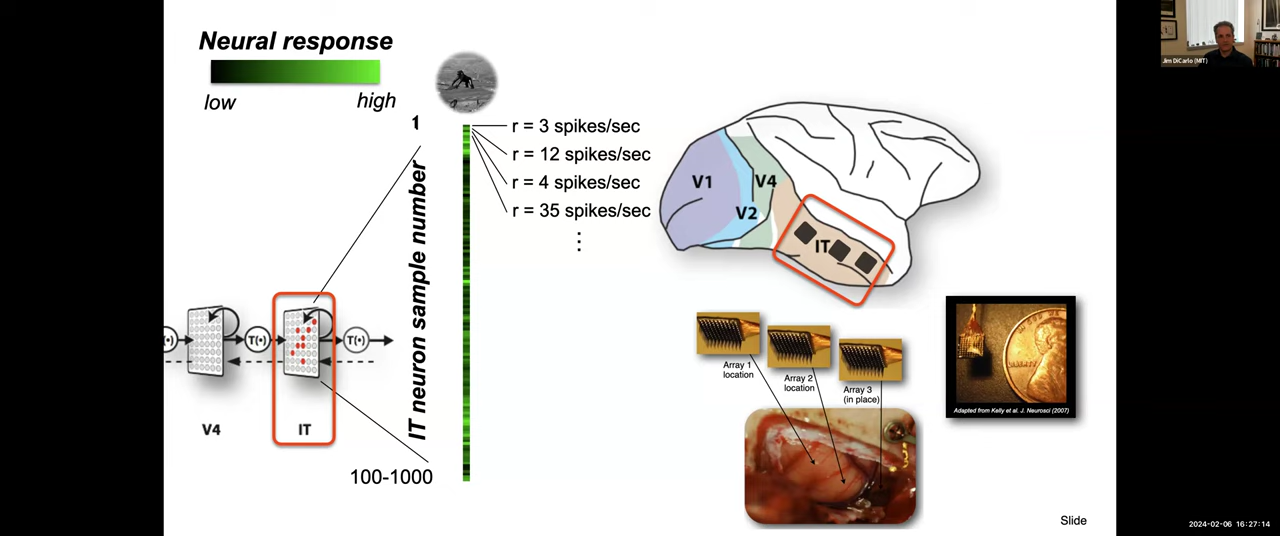 Neural response
low
high
1
IT neuron sample number
100-1000
r = 3 spikes/sec
r = 12 spikes/sec
r = 4 spikes/sec
r = 35 spikes/sec
⋮
V1
V2
V4
IT
T(•)
T(•)
V4
IT
Array 1
location
Array 2
location
Array 3
(in place)
Adapted from Kelly et al. J. Neurosci (2007)
Slide
Jim DiCarlo (MIT)
2024-02-06 16:27:14